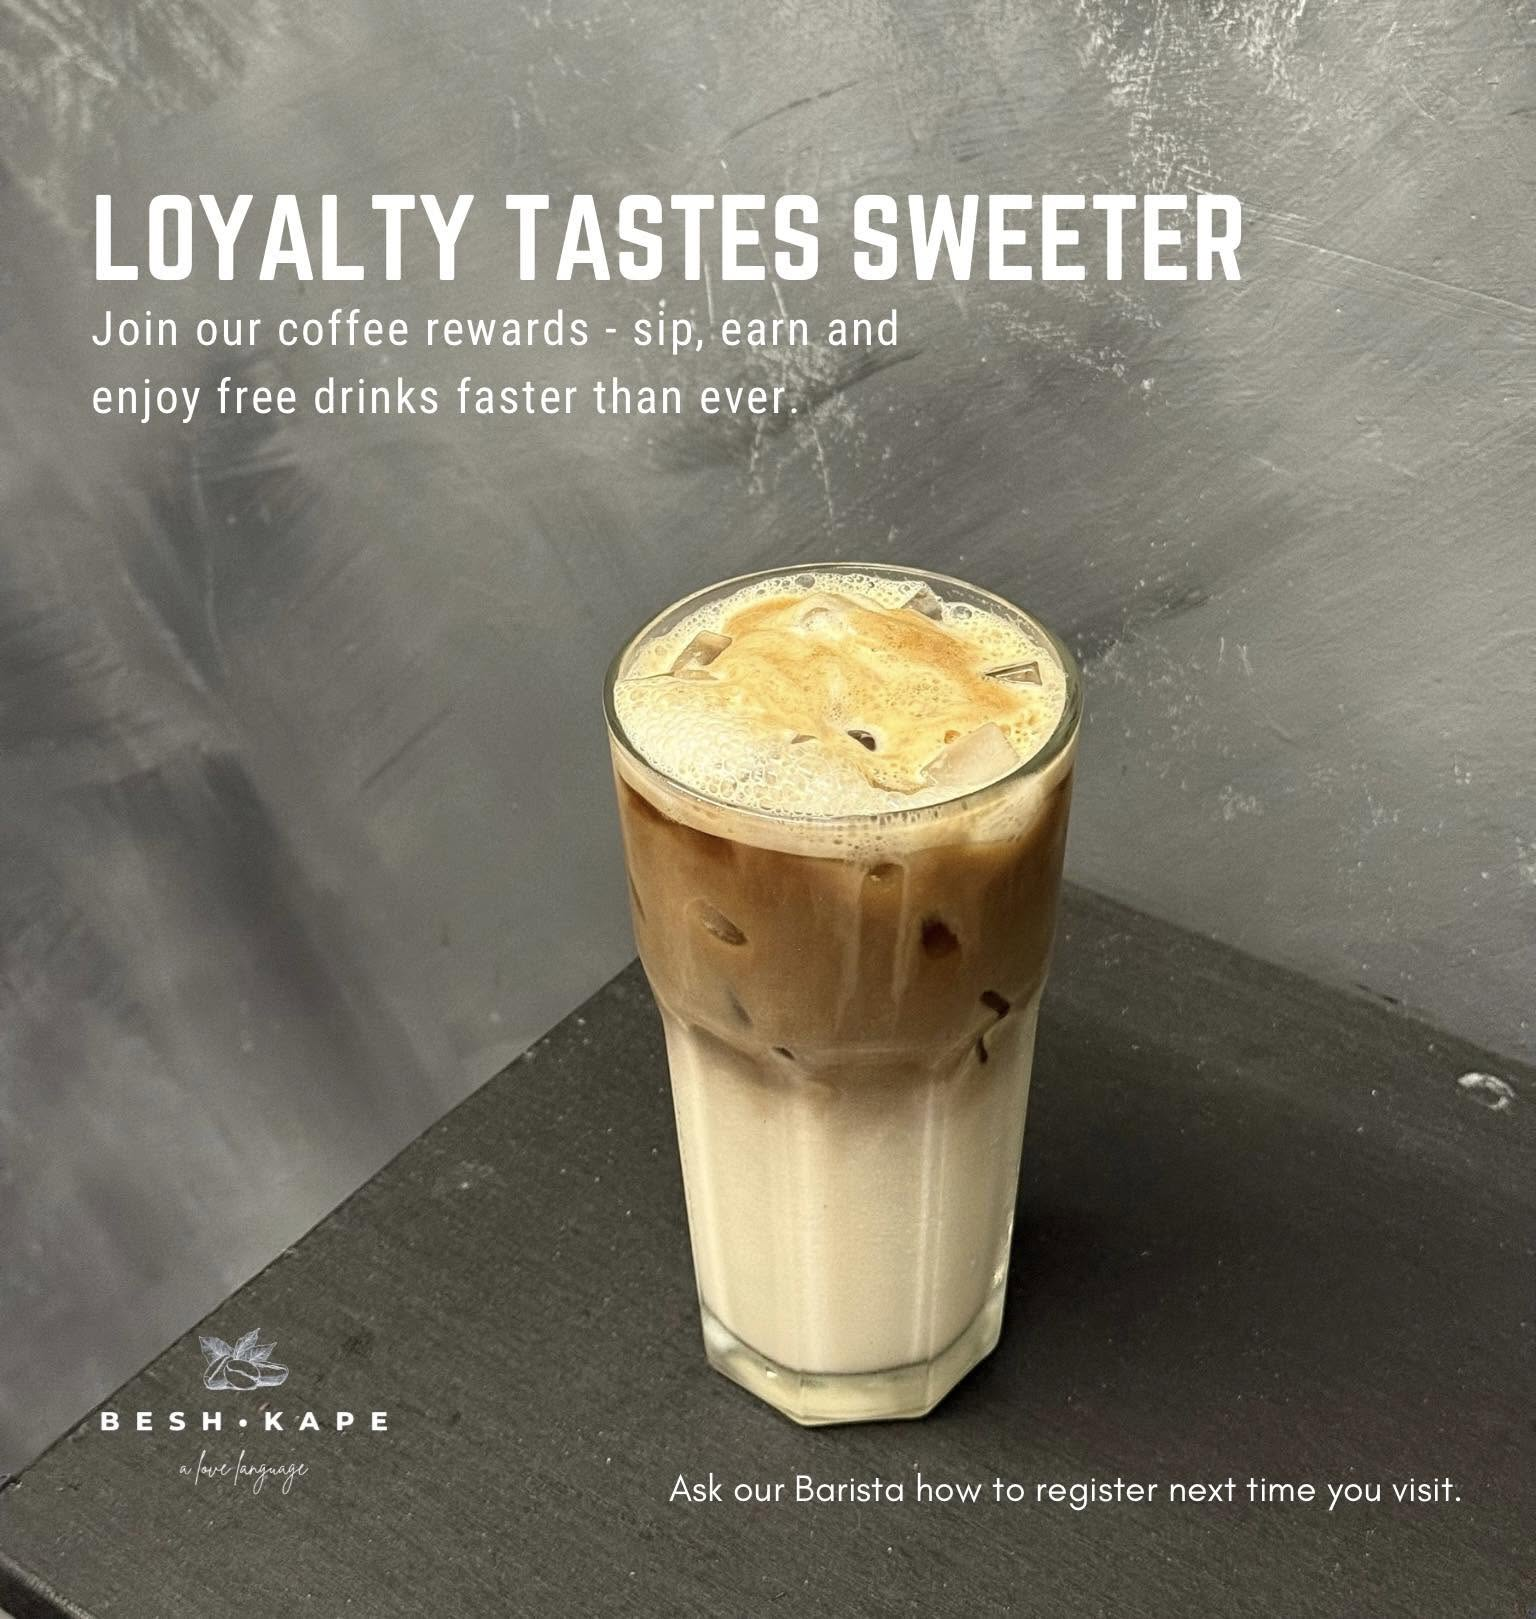 LOYALTY TASTES SWEETER
Join our coffee rewards - sip, earn and
enjoy free drinks faster than ever.
BESH•KAPE
a love language
Ask our Barista how to register next time you visit.